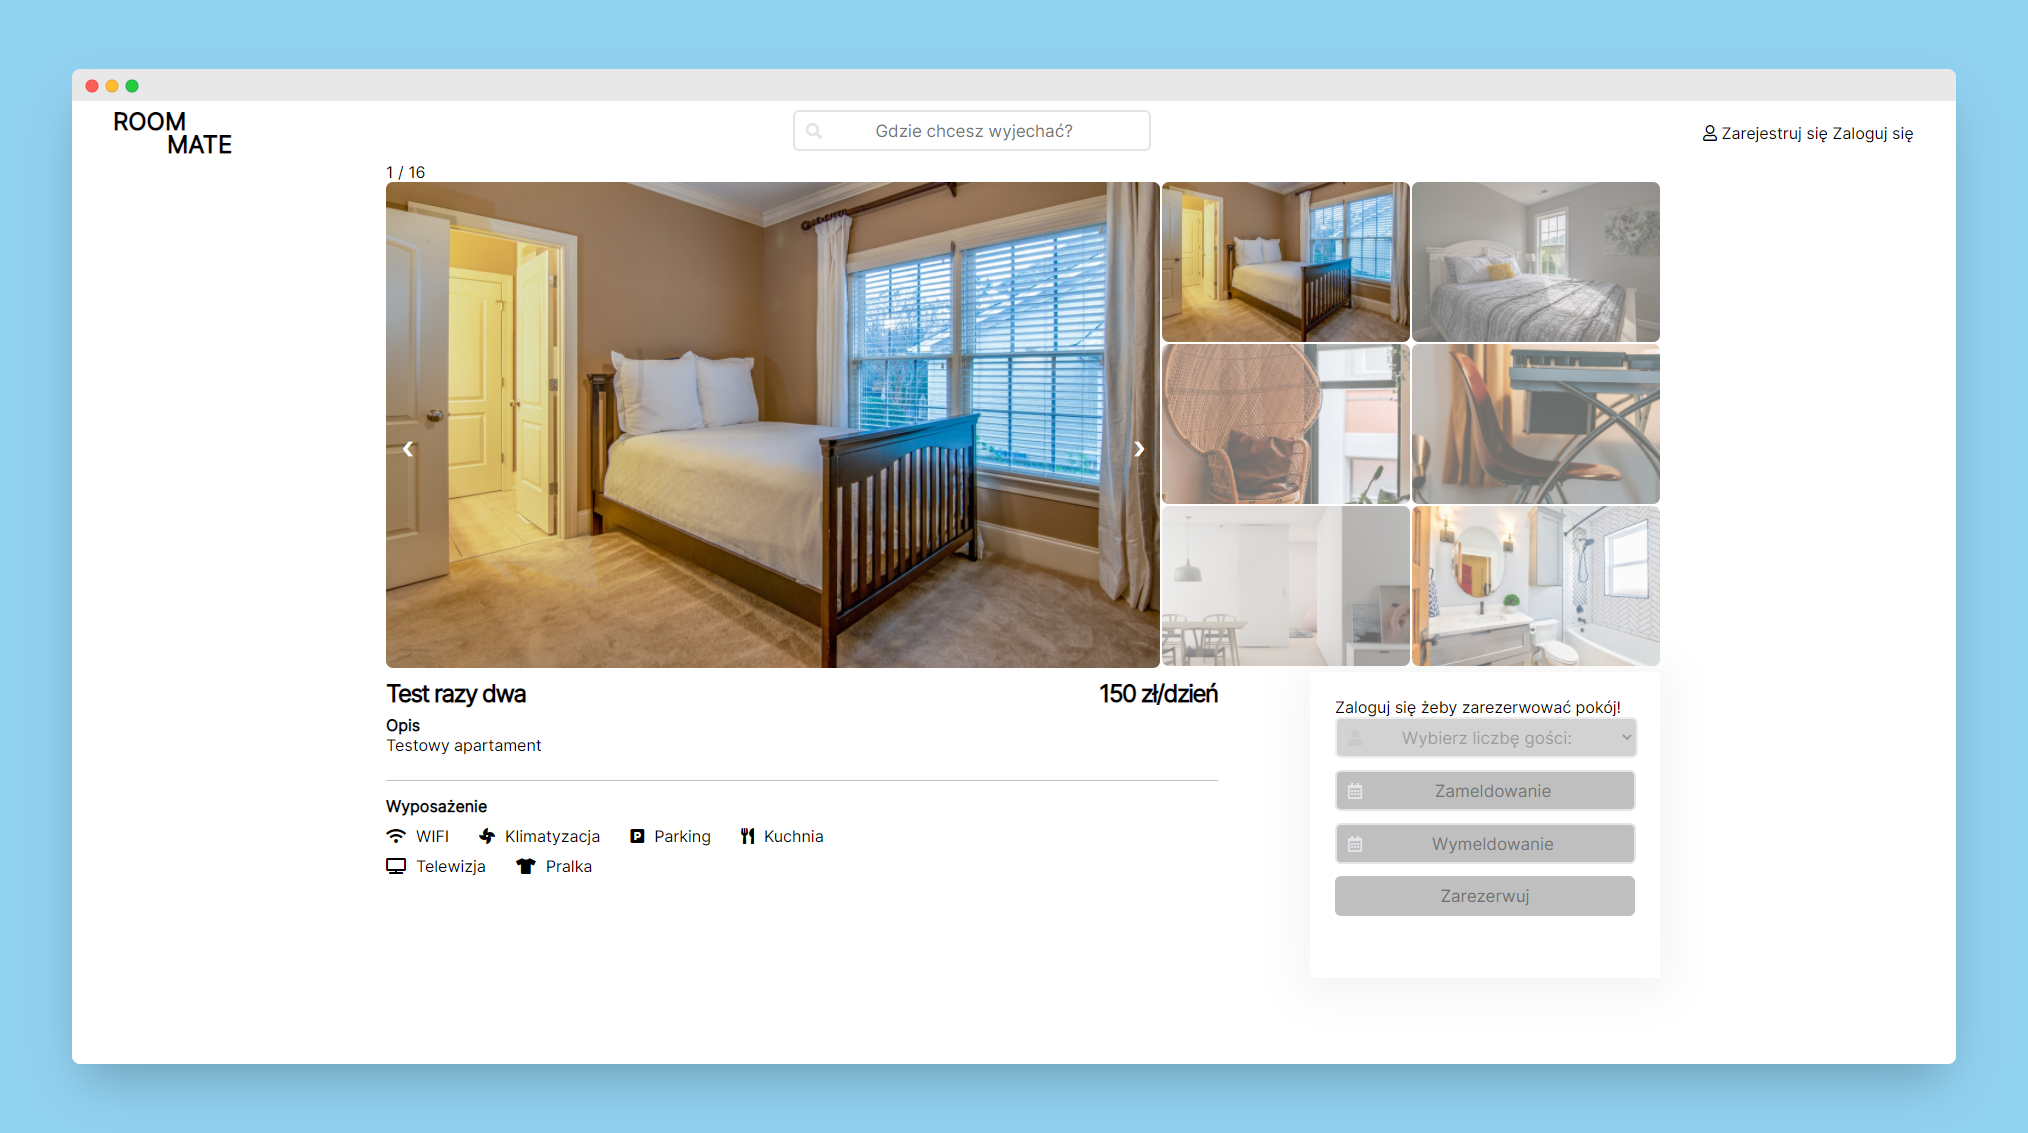 ROOM
MATE
Gdzie chcesz wyjechać?
Zarejestruj się Zaloguj się
1 / 16
Test razy dwa
150 zł/dzień
Opis
Testowy apartament
Wyposażenie
WIFI Klimatyzacja Parking Kuchnia
Telewizja Pralka
Zaloguj się żeby zarezerwować pokój!
Wybierz liczbę gości:
Zameldowanie
Wymeldowanie
Zarezerwuj